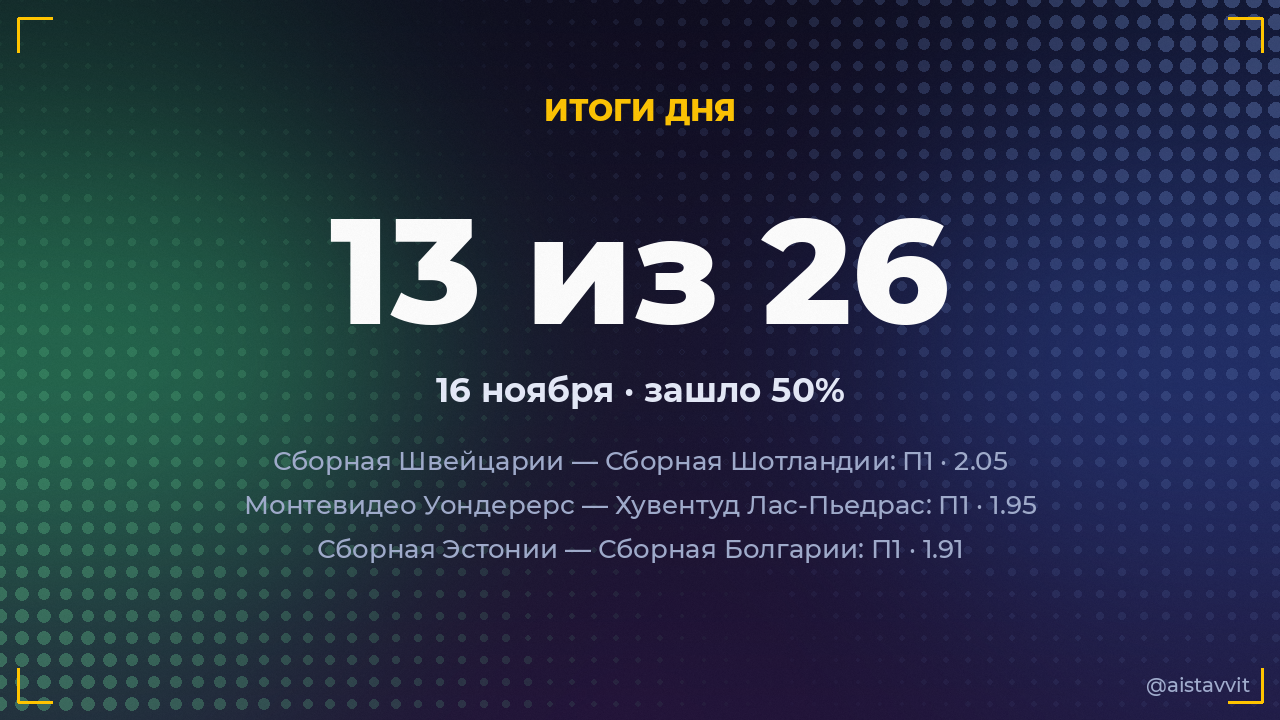 ИТОГИ ДНЯ
13 из 26
16 ноября · зашло 50%
Сборная Швейцарии — Сборная Шотландии: П1 · 2.05
Монтевидео Уондерерс — Хувентуд Лас-Пьедрас: П1 · 1.95
Сборная Эстонии — Сборная Болгарии: П1 · 1.91
@aistavvit